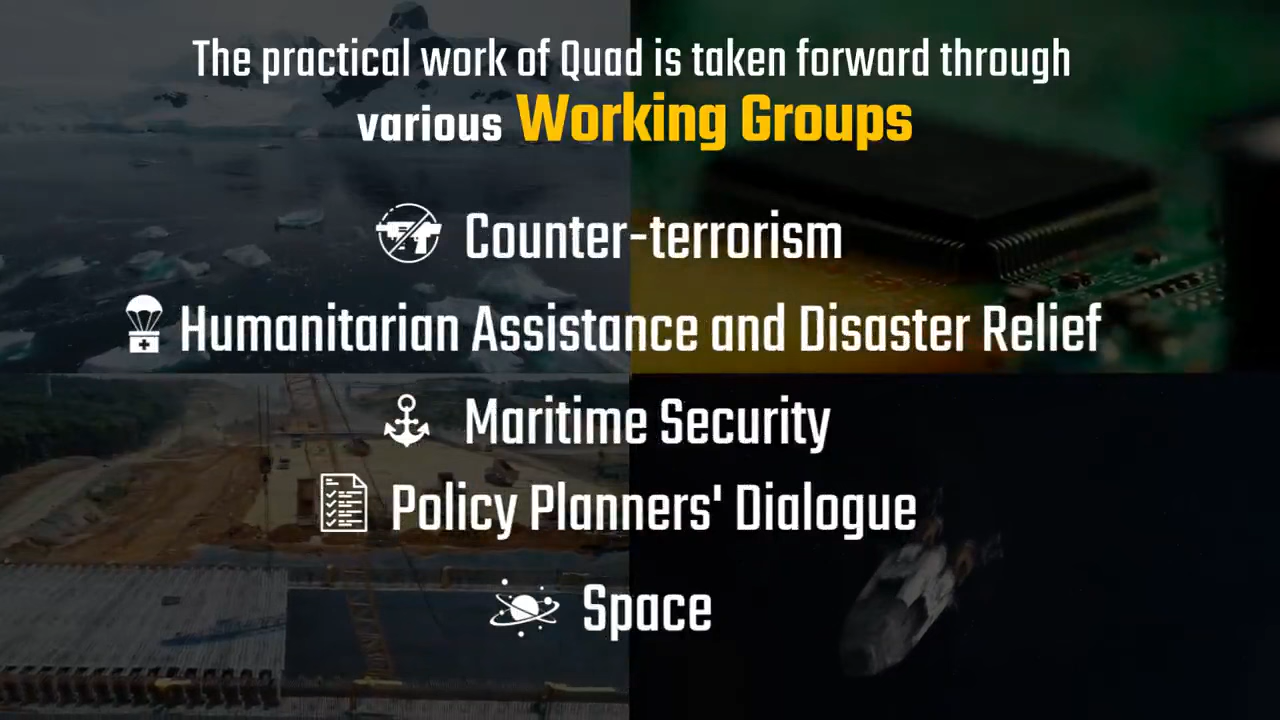 The practical work of Quad is taken forward through
various Working Groups
Counter-terrorism
Humanitarian Assistance and Disaster Relief
Maritime Security
Policy Planners' Dialogue
Space